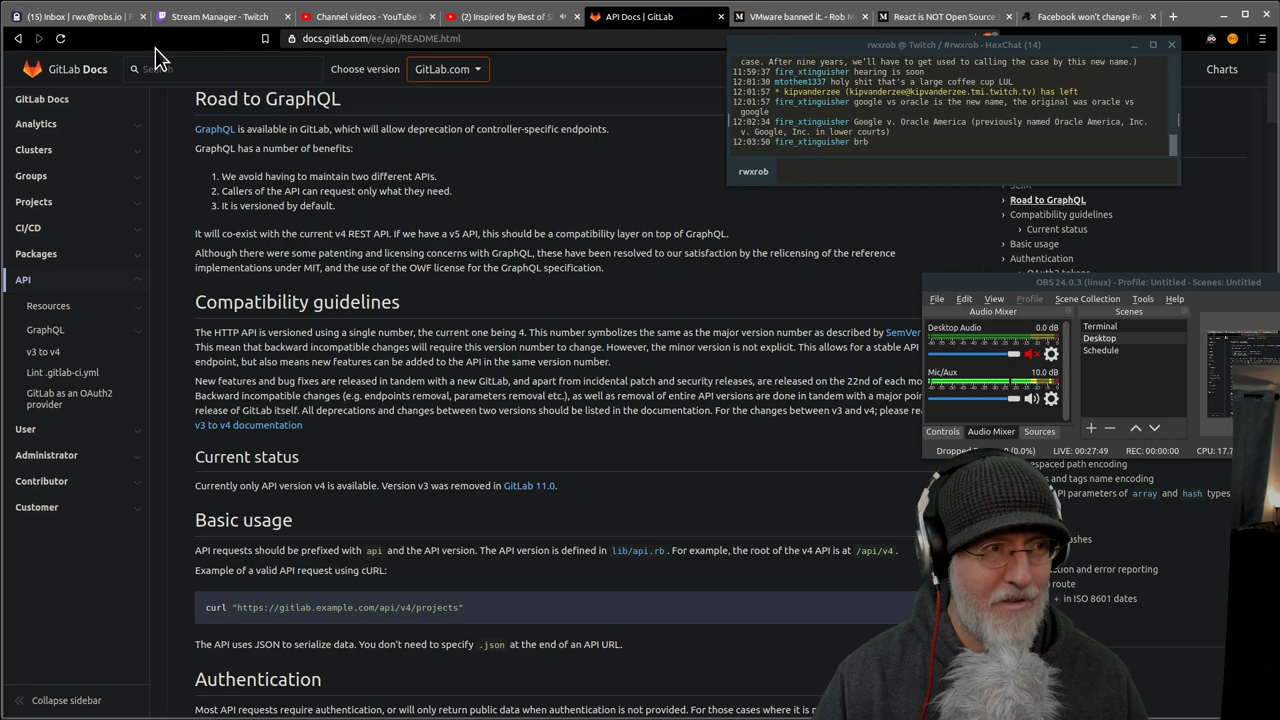 (15) Inbox | rwx@robs.io | P
Stream Manager - Twitch
Channel videos - YouTube S
(2) Inspired by Best of S
API Docs | GitLab
VMware banned it. - Rob M
React is NOT Open Source
Facebook won't change Re
docs.gitlab.com/ee/api/README.html
GitLab Docs
Search
Choose version
GitLab.com
Charts
GitLab Docs
Analytics
Clusters
Groups
Projects
CI/CD
Packages
API
Resources
GraphQL
v3 to v4
Lint .gitlab-ci.yml
GitLab as an OAuth2
provider
User
Administrator
Contributor
Customer
Collapse sidebar
Road to GraphQL
GraphQL is available in GitLab, which will allow deprecation of controller-specific endpoints.
GraphQL has a number of benefits:
1. We avoid having to maintain two different APIs.
2. Callers of the API can request only what they need.
3. It is versioned by default.
It will co-exist with the current v4 REST API. If we have a v5 API, this should be a compatibility layer on top of GraphQL.
Although there were some patenting and licensing concerns with GraphQL, these have been resolved to our satisfaction by the relicensing of the reference
implementations under MIT, and the use of the OWF license for the GraphQL specification.
Compatibility guidelines
The HTTP API is versioned using a single number, the current one being 4. This number symbolizes the same as the major version number as described by SemVer
This mean that backward incompatible changes will require this version number to change. However, the minor version is not explicit. This allows for a stable API
endpoint, but also means new features can be added to the API in the same version number.
New features and bug fixes are released in tandem with a new GitLab, and apart from incidental patch and security releases, are released on the 22nd of each mo
Backward incompatible changes (e.g. endpoints removal, parameters removal etc.), as well as removal of entire API versions are done in tandem with a major poin
release of GitLab itself. All deprecations and changes between two versions should be listed in the documentation. For the changes between v3 and v4; please rea
v3 to v4 documentation
Current status
Currently only API version v4 is available. Version v3 was removed in GitLab 11.0.
Basic usage
API requests should be prefixed with api and the API version. The API version is defined in lib/api.rb. For example, the root of the v4 API is at /api/v4.
Example of a valid API request using cURL:
curl "https://gitlab.example.com/api/v4/projects"
The API uses JSON to serialize data. You don't need to specify .json at the end of an API URL.
Authentication
Most API requests require authentication, or will only return public data when authentication is not provided. For those cases where it is n
rwxrob @ Twitch / #rwxrob - HexChat (14)
case. After nine years, we'll have to get used to calling the case by this new name.)
11:59:37 fire_xtinguisher hearing is soon
12:01:30 mtothem1337 holy shit that's a large coffee cup LUL
12:01:57 * kipvanderzee (kipvanderzee@kipvanderzee.tmi.twitch.tv) has left
12:01:57 fire_xtinguisher google vs oracle is the new name, the original was oracle vs
google
12:02:34 fire_xtinguisher Google v. Oracle America (previously named Oracle America, Inc.
v. Google, Inc. in lower courts)
12:03:50 fire_xtinguisher brb
rwxrob
Road to GraphQL
Compatibility guidelines
Current status
Basic usage
Authentication
OBS 24.0.3 (linux) - Profile: Untitled - Scenes: Untitled
File Edit View Profile Scene Collection Tools Help
Audio Mixer
Scenes
Desktop Audio 0.0 dB
Mic/Aux 10.0 dB
Terminal
Desktop
Schedule
Controls Audio Mixer Sources
LIVE: 00:27:49 REC: 00:00:00 CPU: 17.7
espaced path encoding
s and tags name encoding
API parameters of array and hash types
ashes
ction and error reporting
route
+ in ISO 8601 dates